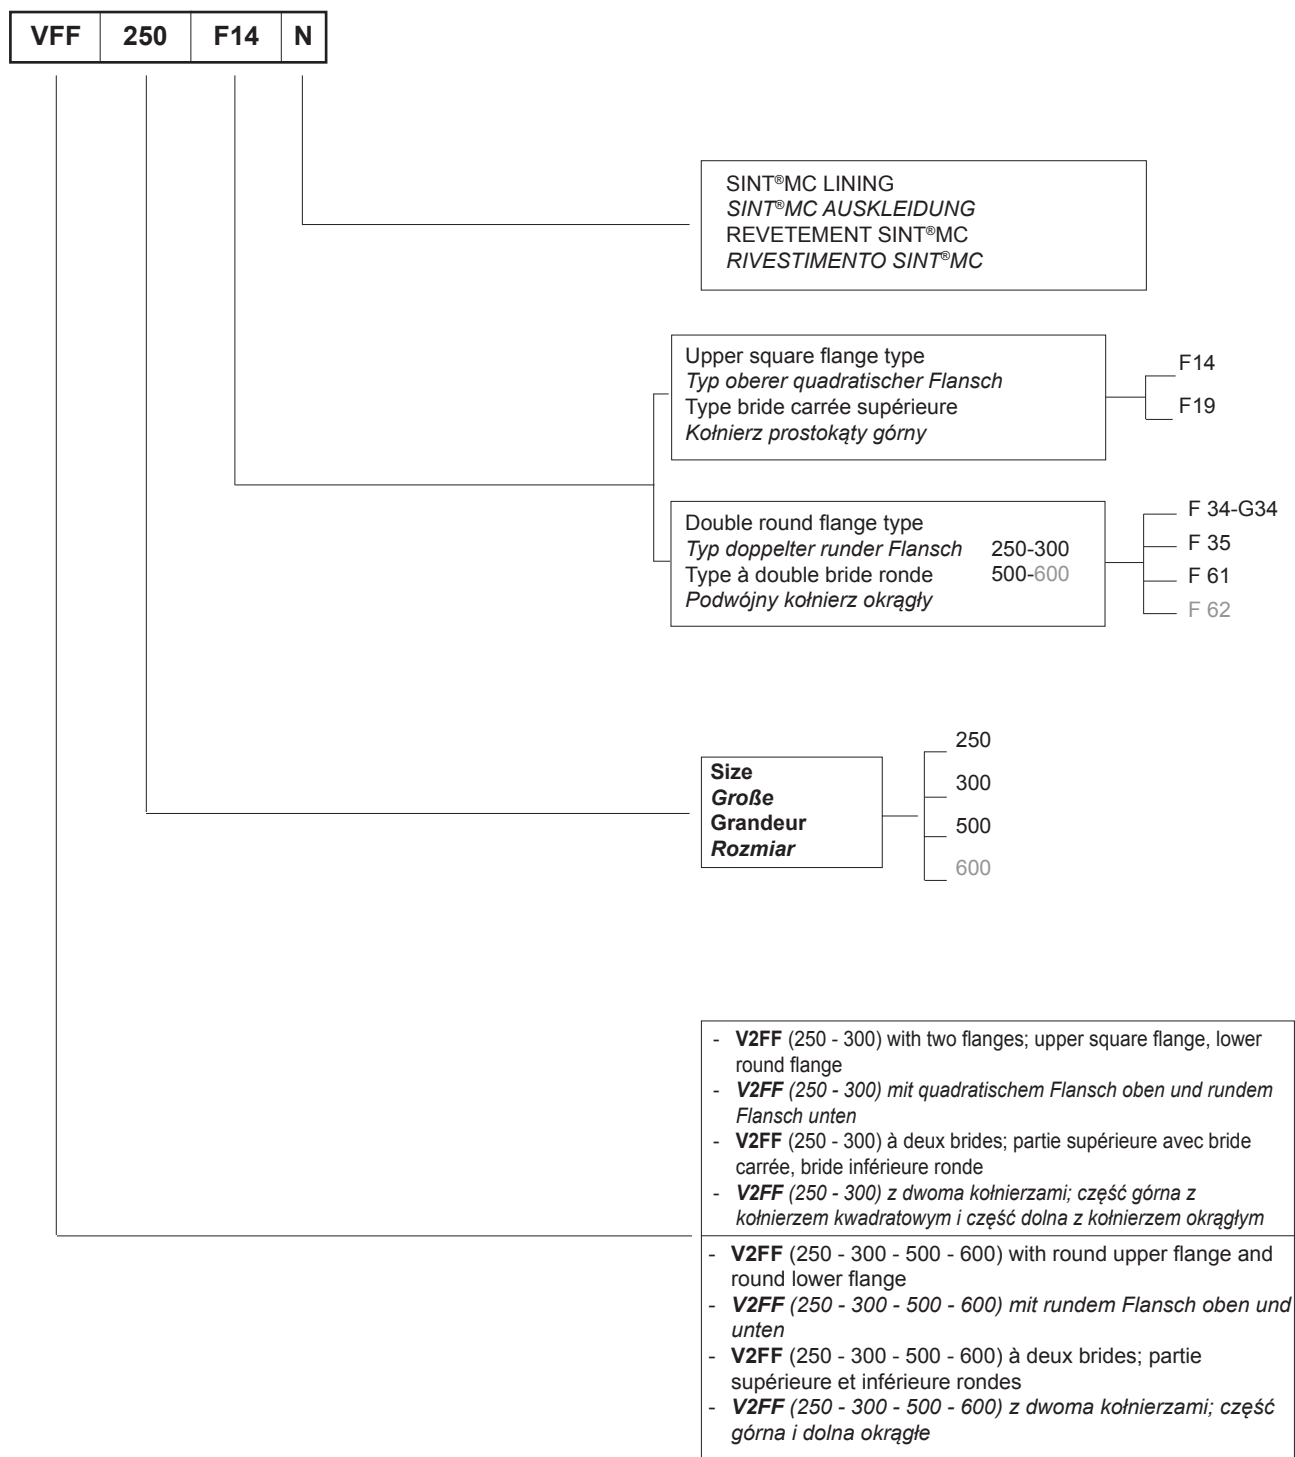 VFF 250 F14 N
SINT®MC LINING
SINT®MC AUSKLEIDUNG
REVETEMENT SINT®MC
RIVESTIMENTO SINT®MC
Upper square flange type
Typ oberer quadratischer Flansch
Type bride carrée supérieure
Kołnierz prostokąty górny
F14
F19
Double round flange type
Typ doppelter runder Flansch 250-300
Type à double bride ronde 500-600
Podwójny kołnierz okrągły
F 34-G34
F 35
F 61
F 62
Size
Große
Grandeur
Rozmiar
250
300
500
600
- V2FF (250 - 300) with two flanges; upper square flange, lower
round flange
- V2FF (250 - 300) mit quadratischem Flansch oben und rundem
Flansch unten
- V2FF (250 - 300) à deux brides; partie supérieure avec bride
carrée, bride inférieure ronde
- V2FF (250 - 300) z dwoma kołnierzami; część górna z
kołnierzem kwadratowym i część dolna z kołnierzem okrągłym
- V2FF (250 - 300 - 500 - 600) with round upper flange and
round lower flange
- V2FF (250 - 300 - 500 - 600) mit rundem Flansch oben und
unten
- V2FF (250 - 300 - 500 - 600) à deux brides; partie
supérieure et inférieure rondes
- V2FF (250 - 300 - 500 - 600) z dwoma kołnierzami; część
górna i dolna okrągłe